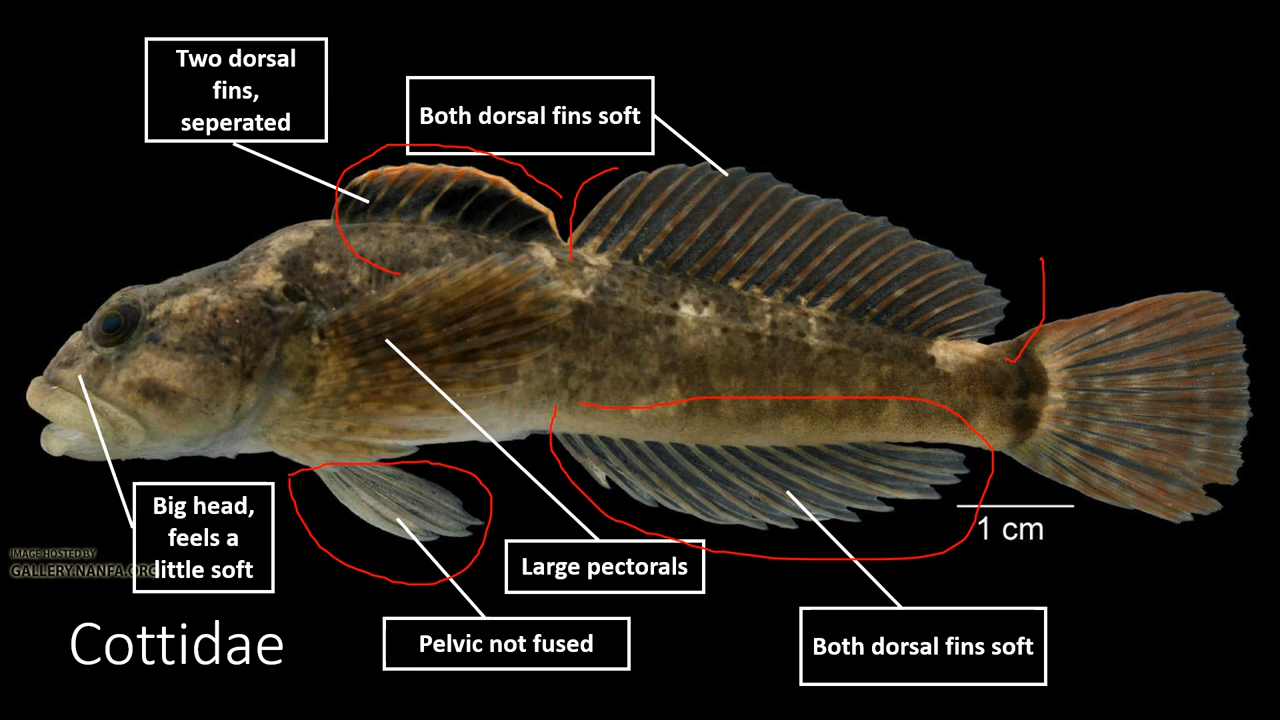 Two dorsal
fins,
seperated
Both dorsal fins soft
Big head,
feels a
little soft
IMAGE HOSTED BY
GALLERY.NANFA.ORG
Large pectorals
1 cm
Pelvic not fused
Both dorsal fins soft
Cottidae